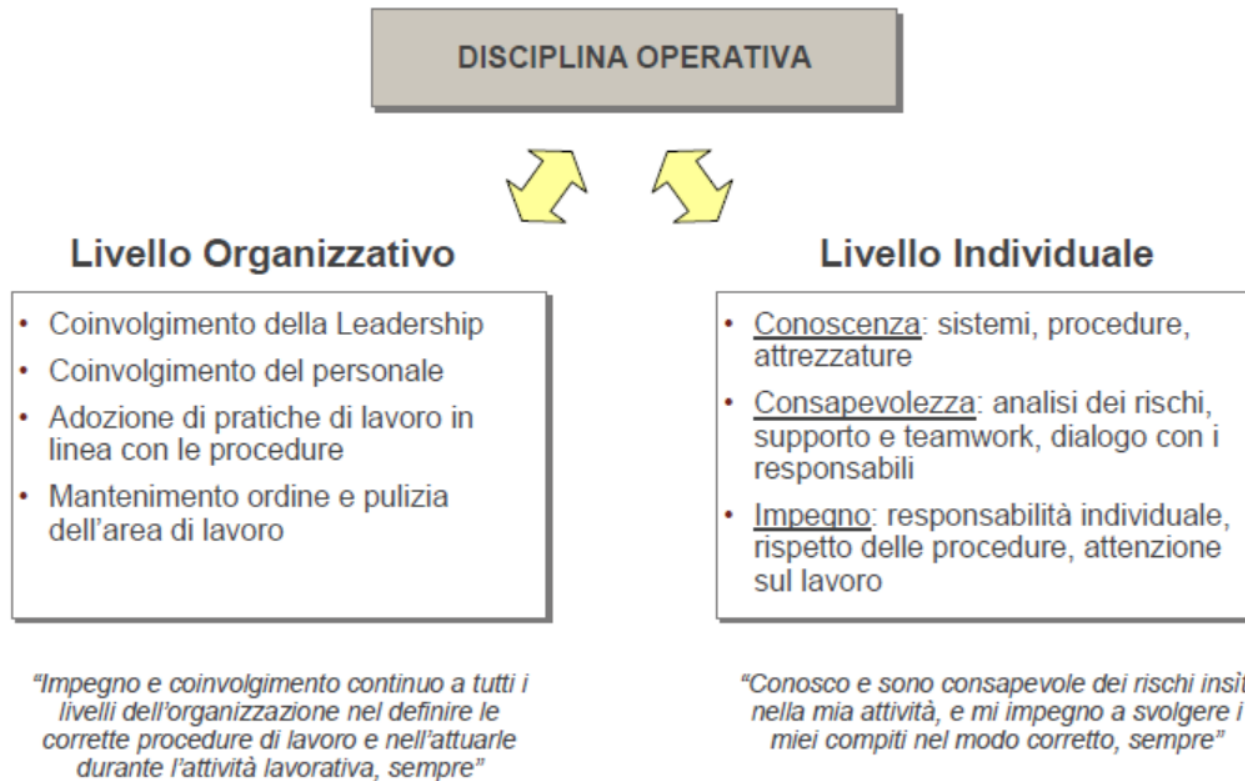 DISCIPLINA OPERATIVA
Livello Organizzativo
• Coinvolgimento della Leadership
• Coinvolgimento del personale
• Adozione di pratiche di lavoro in
linea con le procedure
• Mantenimento ordine e pulizia
dell'area di lavoro
"Impegno e coinvolgimento continuo a tutti i
livelli dell'organizzazione nel definire le
corrette procedure di lavoro e nell'attuarle
durante l'attività lavorativa, sempre"
Livello Individuale
• Conoscenza: sistemi, procedure,
attrezzature
• Consapevolezza: analisi dei rischi,
supporto e teamwork, dialogo con i
responsabili
• Impegno: responsabilità individuale,
rispetto delle procedure, attenzione
sul lavoro
"Conosco e sono consapevole dei rischi
nella mia attività, e mi impegno a svolgere i
miei compiti nel modo corretto, sempre"